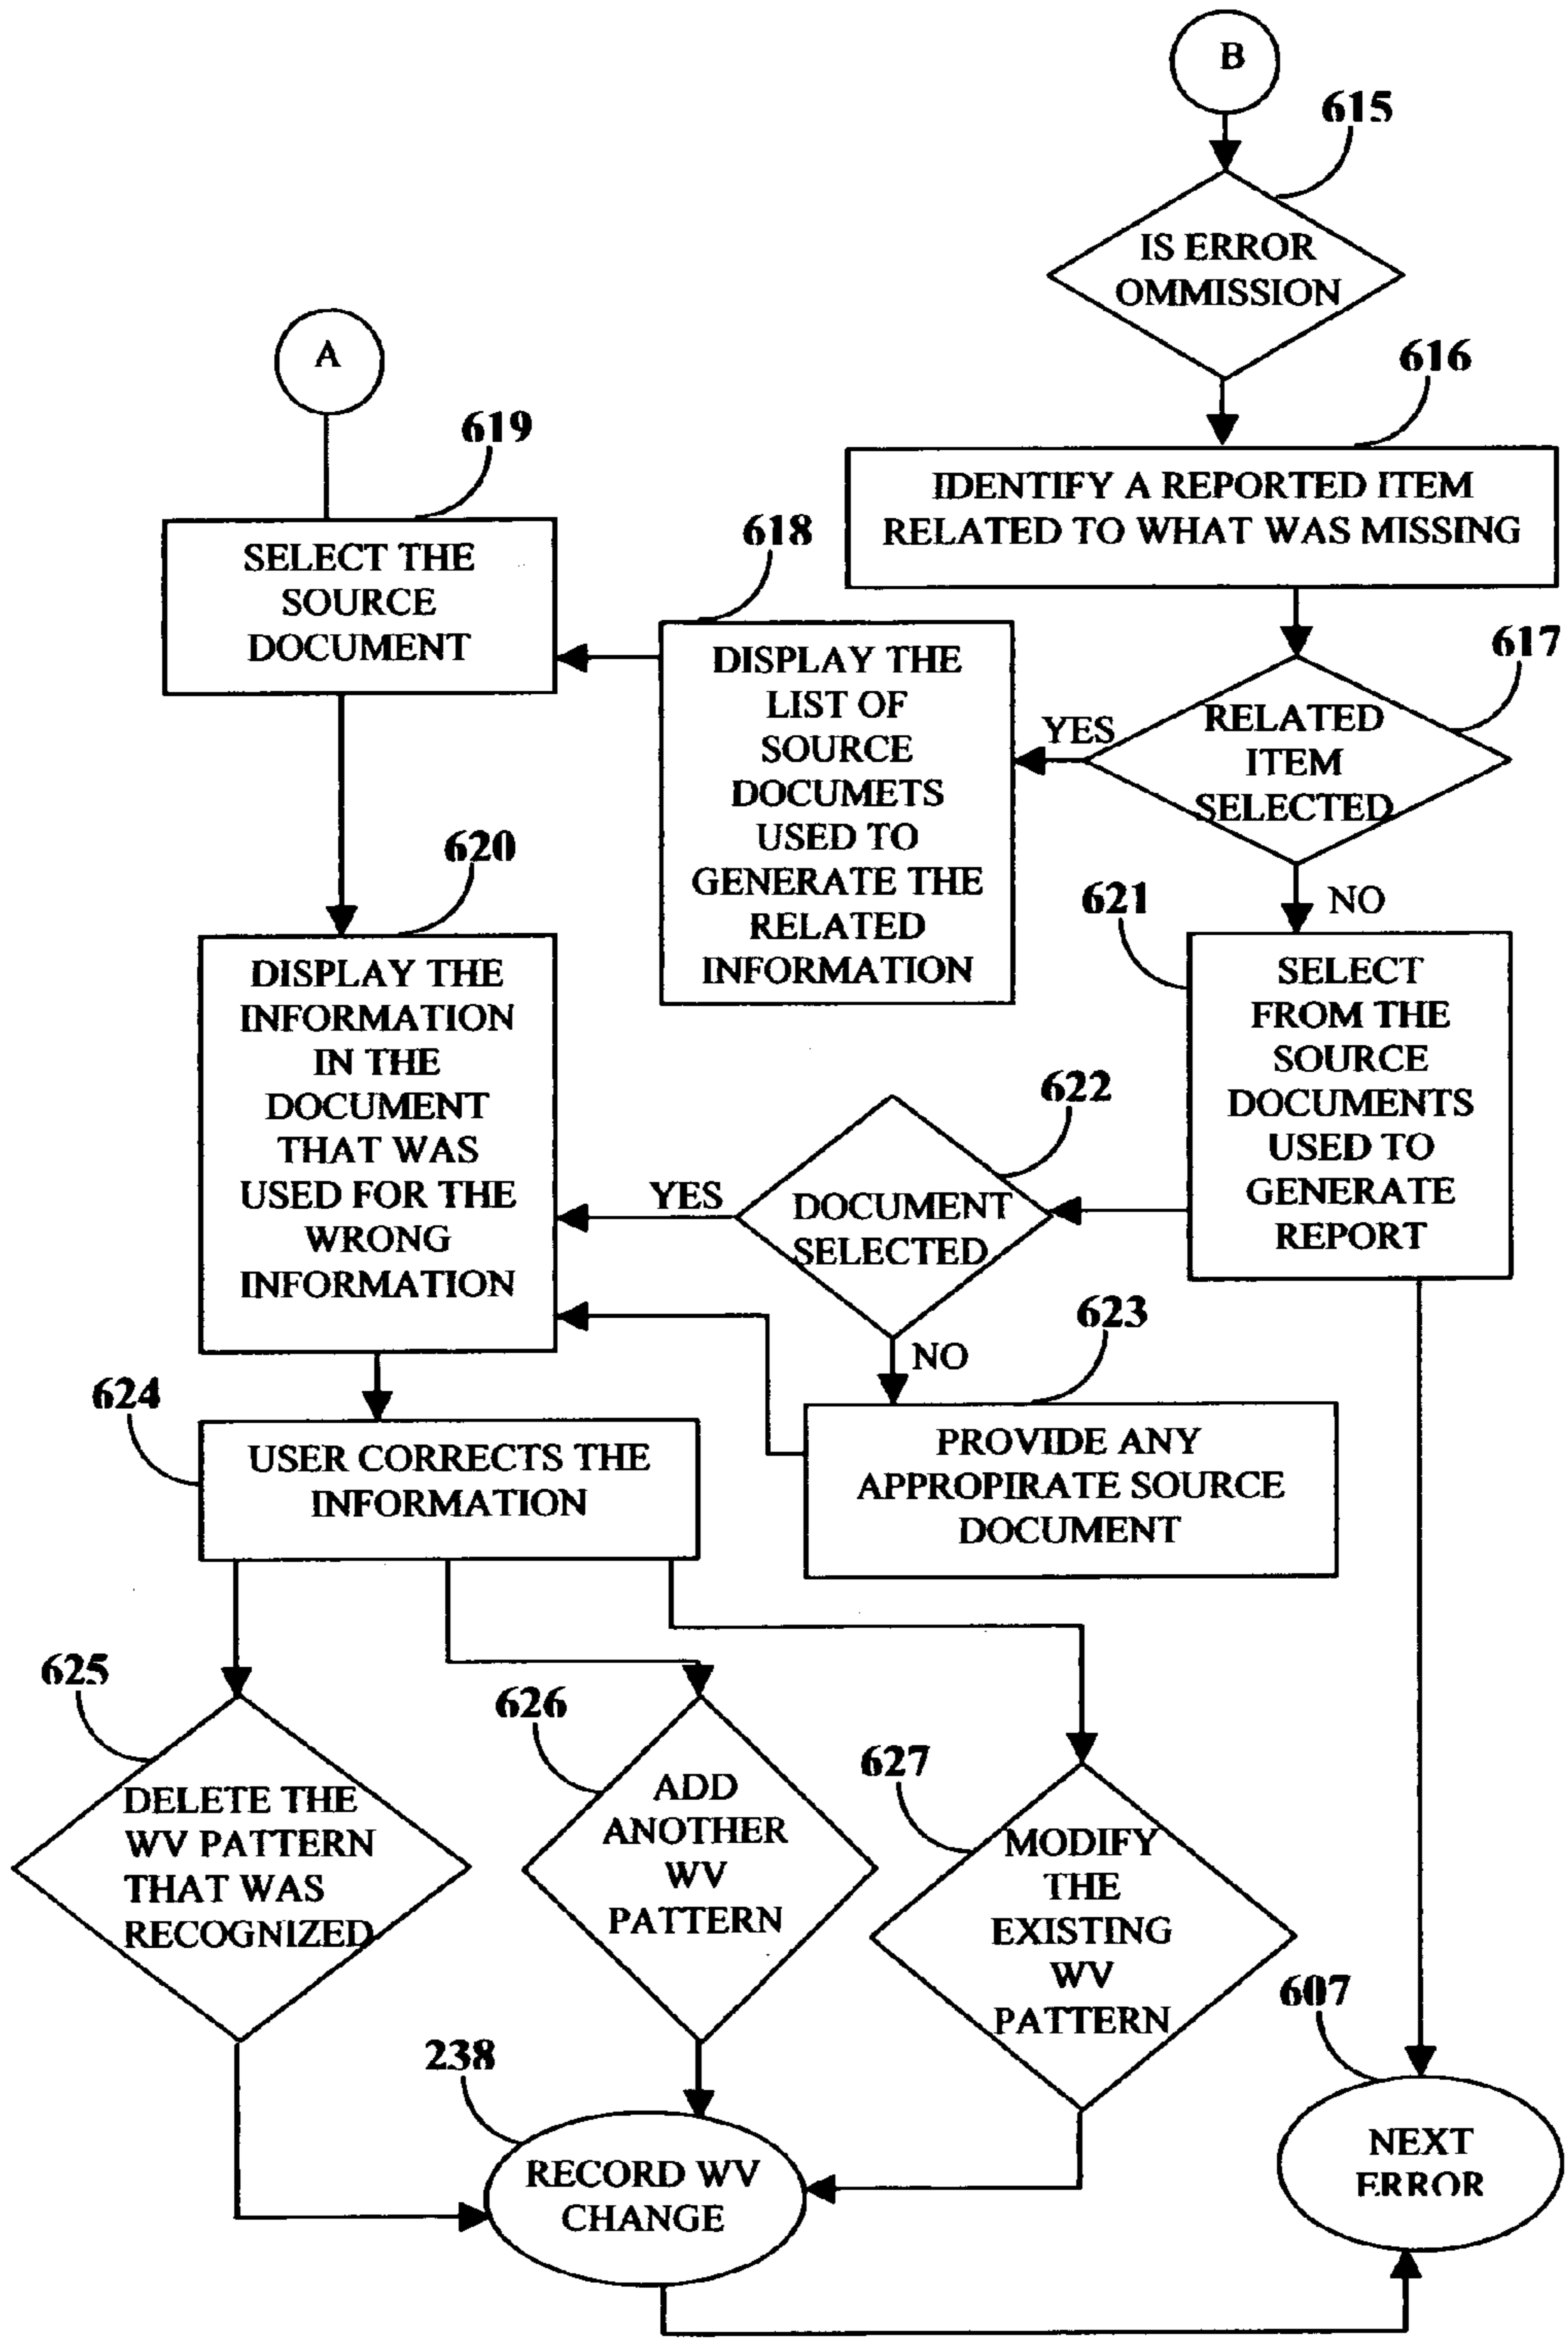 B
615
IS ERROR
OMMISSION
A
616
619
IDENTIFY A REPORTED ITEM
RELATED TO WHAT WAS MISSING
SELECT THE
SOURCE
DOCUMENT
618
DISPLAY THE
LIST OF
SOURCE
DOCUMETS
USED TO
GENERATE THE
RELATED
INFORMATION
617
YES
RELATED
ITEM
SELECTED
NO
620
DISPLAY THE
INFORMATION
IN THE
DOCUMENT
THAT WAS
USED FOR THE
WRONG
INFORMATION
621
SELECT
FROM THE
SOURCE
DOCUMENTS
USED TO
GENERATE
REPORT
622
YES
DOCUMENT
SELECTED
NO
623
PROVIDE ANY
APPROPIRATE SOURCE
DOCUMENT
624
USER CORRECTS THE
INFORMATION
625
DELETE THE
WV PATTERN
THAT WAS
RECOGNIZED
626
ADD
ANOTHER
WV
PATTERN
627
MODIFY
THE
EXISTING
WV
PATTERN
607
NEXT
ERROR
238
RECORD WV
CHANGE